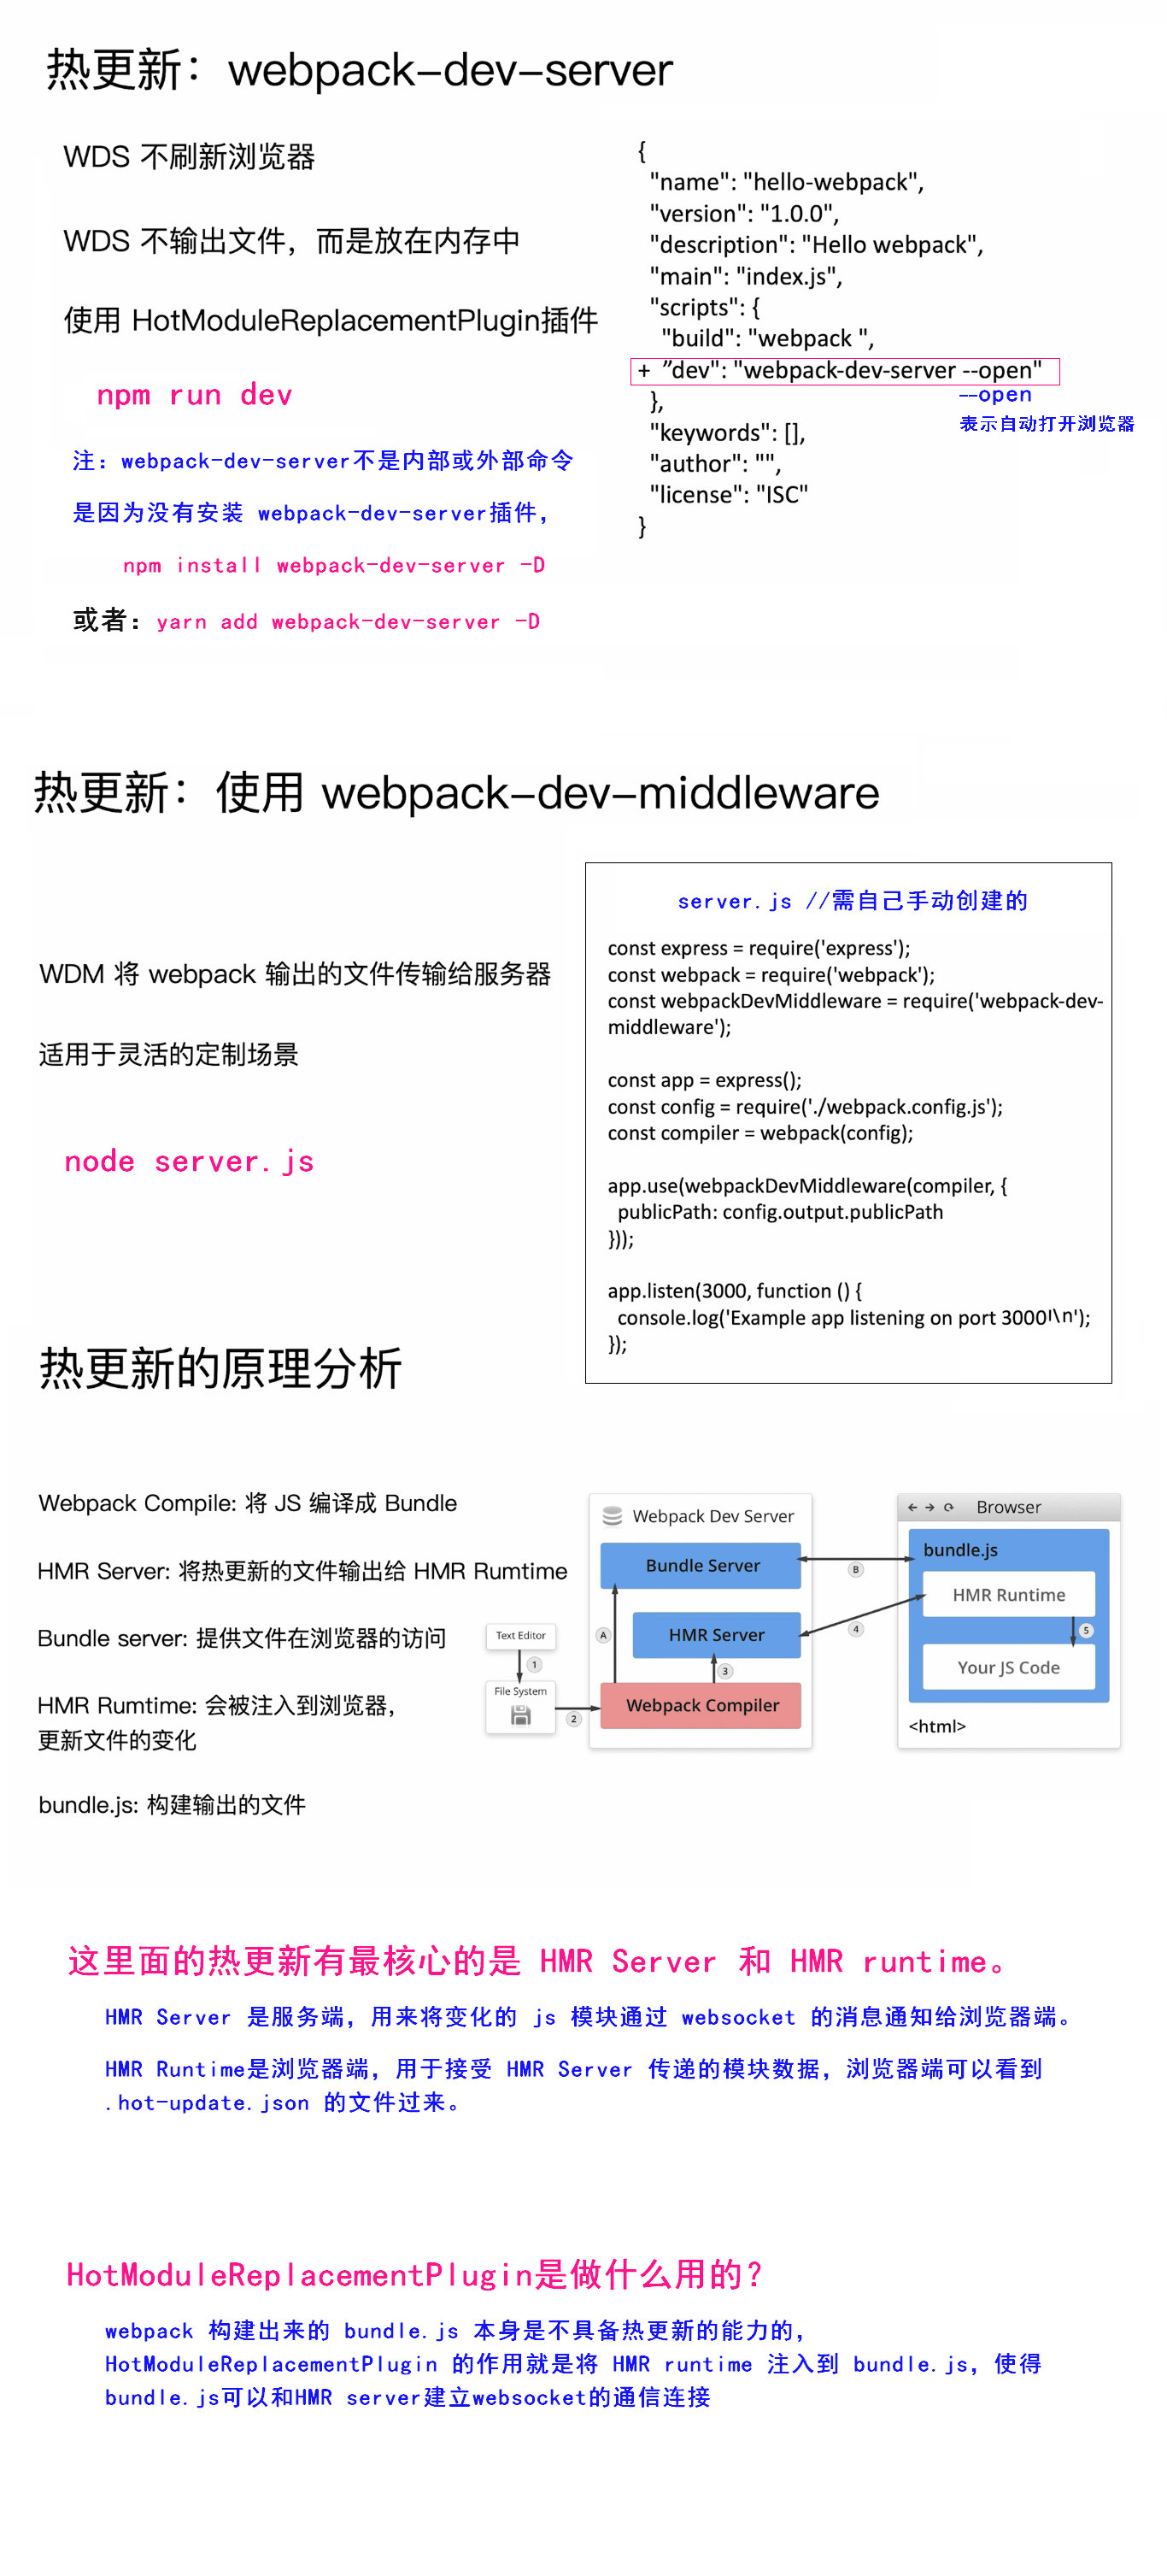 热更新：webpack-dev-server
WDS 不刷新浏览器
WDS 不输出文件，而是放在内存中
使用 HotModuleReplacementPlugin插件
npm run dev
注：webpack-dev-server不是内部或外部命令
是因为没有安装 webpack-dev-server插件，
npm install webpack-dev-server -D
或者：yarn add webpack-dev-server -D
{
"name": "hello-webpack",
"version": "1.0.0",
"description": "Hello webpack",
"main": "index.js",
"scripts": {
"build": "webpack ",
+ ”dev": "webpack-dev-server --open"
},
--open
表示自动打开浏览器
"keywords": [],
"author": "",
"license": "ISC"
}
热更新：使用 webpack-dev-middleware
WDM 将 webpack 输出的文件传输给服务器
适用于灵活的定制场景
node server.js
server.js //需自己手动创建的
const express = require('express');
const webpack = require('webpack');
const webpackDevMiddleware = require('webpack-dev-
middleware');
const app = express();
const config = require('./webpack.config.js');
const compiler = webpack(config);
app.use(webpackDevMiddleware(compiler, {
publicPath: config.output.publicPath
}));
app.listen(3000, function () {
console.log('Example app listening on port 3000!\n');
});
热更新的原理分析
Webpack Compile: 将 JS 编译成 Bundle
HMR Server: 将热更新的文件输出给 HMR Rumtime
Bundle server: 提供文件在浏览器的访问
HMR Rumtime: 会被注入到浏览器，
更新文件的变化
bundle.js: 构建输出的文件
Text Editor
1
File System
2
Webpack Dev Server
Bundle Server
A
HMR Server
3
Webpack Compiler
B
4
Browser
bundle.js
HMR Runtime
5
Your JS Code
<html>
这里面的热更新有最核心的是 HMR Server 和 HMR runtime。
HMR Server 是服务端，用来将变化的 js 模块通过 websocket 的消息通知给浏览器端。
HMR Runtime是浏览器端，用于接受 HMR Server 传递的模块数据，浏览器端可以看到
.hot-update.json 的文件过来。
HotModuleReplacementPlugin是做什么用的？
webpack 构建出来的 bundle.js 本身是不具备热更新的能力的，
HotModuleReplacementPlugin 的作用就是将 HMR runtime 注入到 bundle.js，使得
bundle.js可以和HMR server建立websocket的通信连接